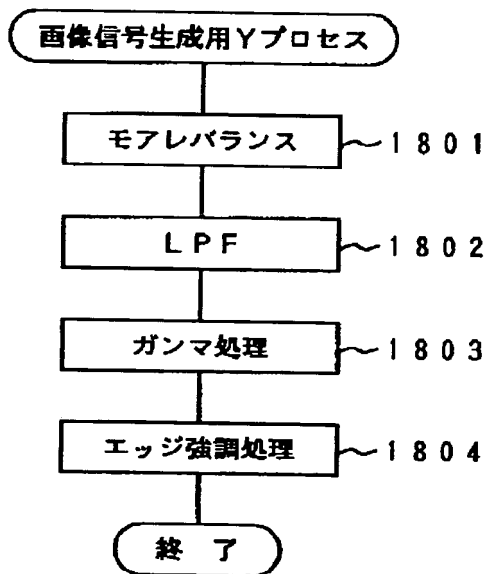 画像信号生成用Yプロセス
モアレバランス 1801
LPF 1802
ガンマ処理 1803
エッジ強調処理 1804
終了